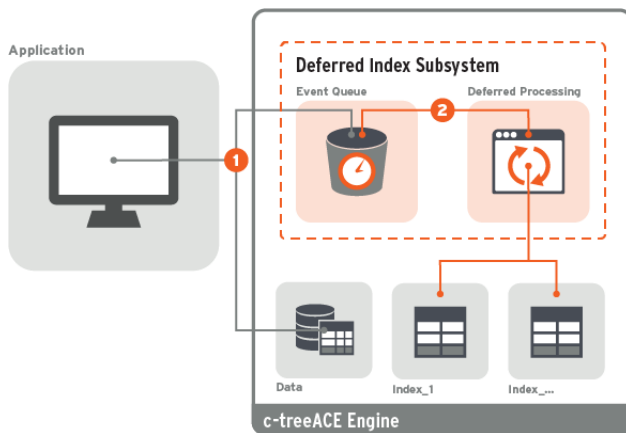 Application
Deferred Index Subsystem
Event Queue
Deferred Processing
2
1
Data
Index_1
Index_...
c-treeACE Engine